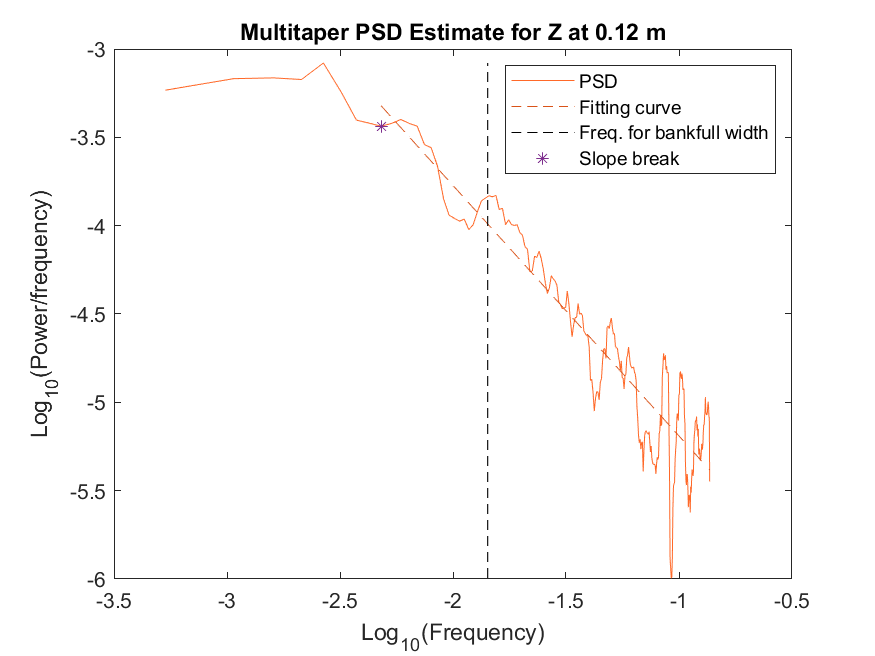 Multitaper PSD Estimate for Z at 0.12 m
PSD
Fitting curve
Freq. for bankfull width
Slope break
Log10(Power/frequency)
-3
-3.5
-4
-4.5
-5
-5.5
-6
-3.5 -3 -2.5 -2 -1.5 -1 -0.5
Log10(Frequency)